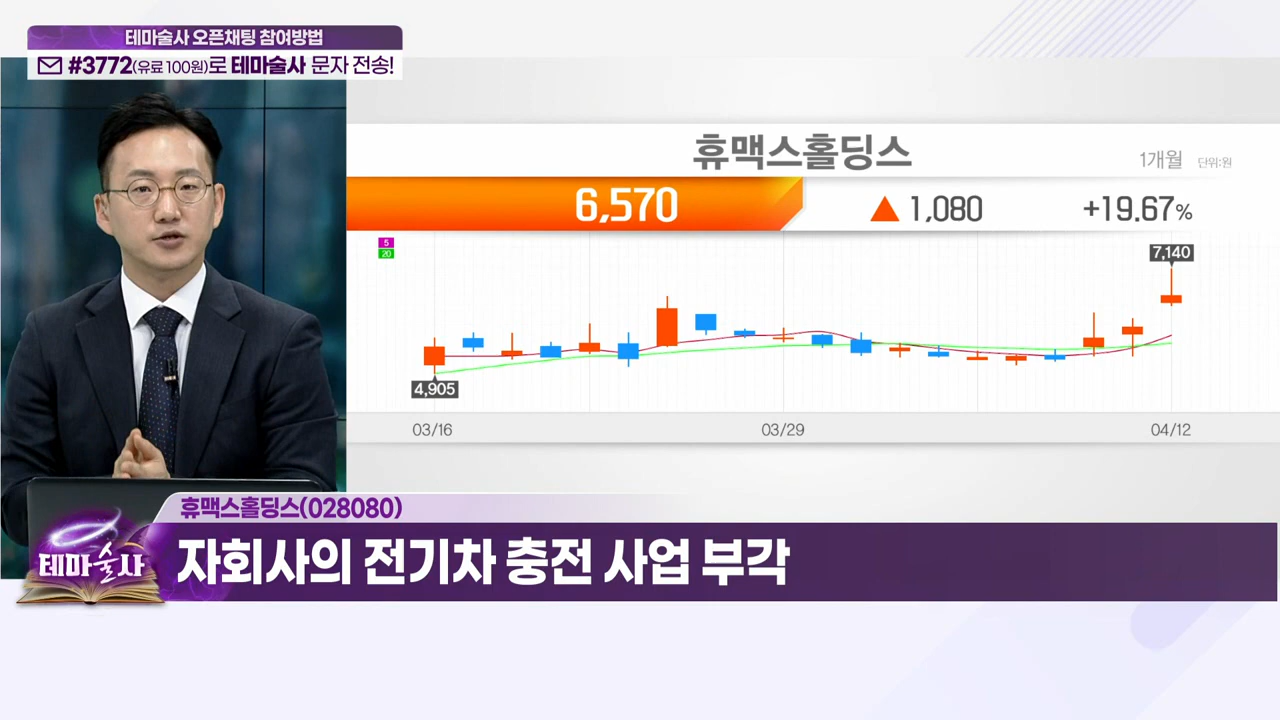 테마술사 오픈채팅 참여방법
#3772(유료 100원)로 테마술사 문자 전송!
휴맥스홀딩스
1개월 단위:원
6,570 ▲ 1,080 +19.67%
5
20
7,140
4,905
03/16 03/29 04/12
휴맥스홀딩스(028080)
테마술사
자회사의 전기차 충전 사업 부각